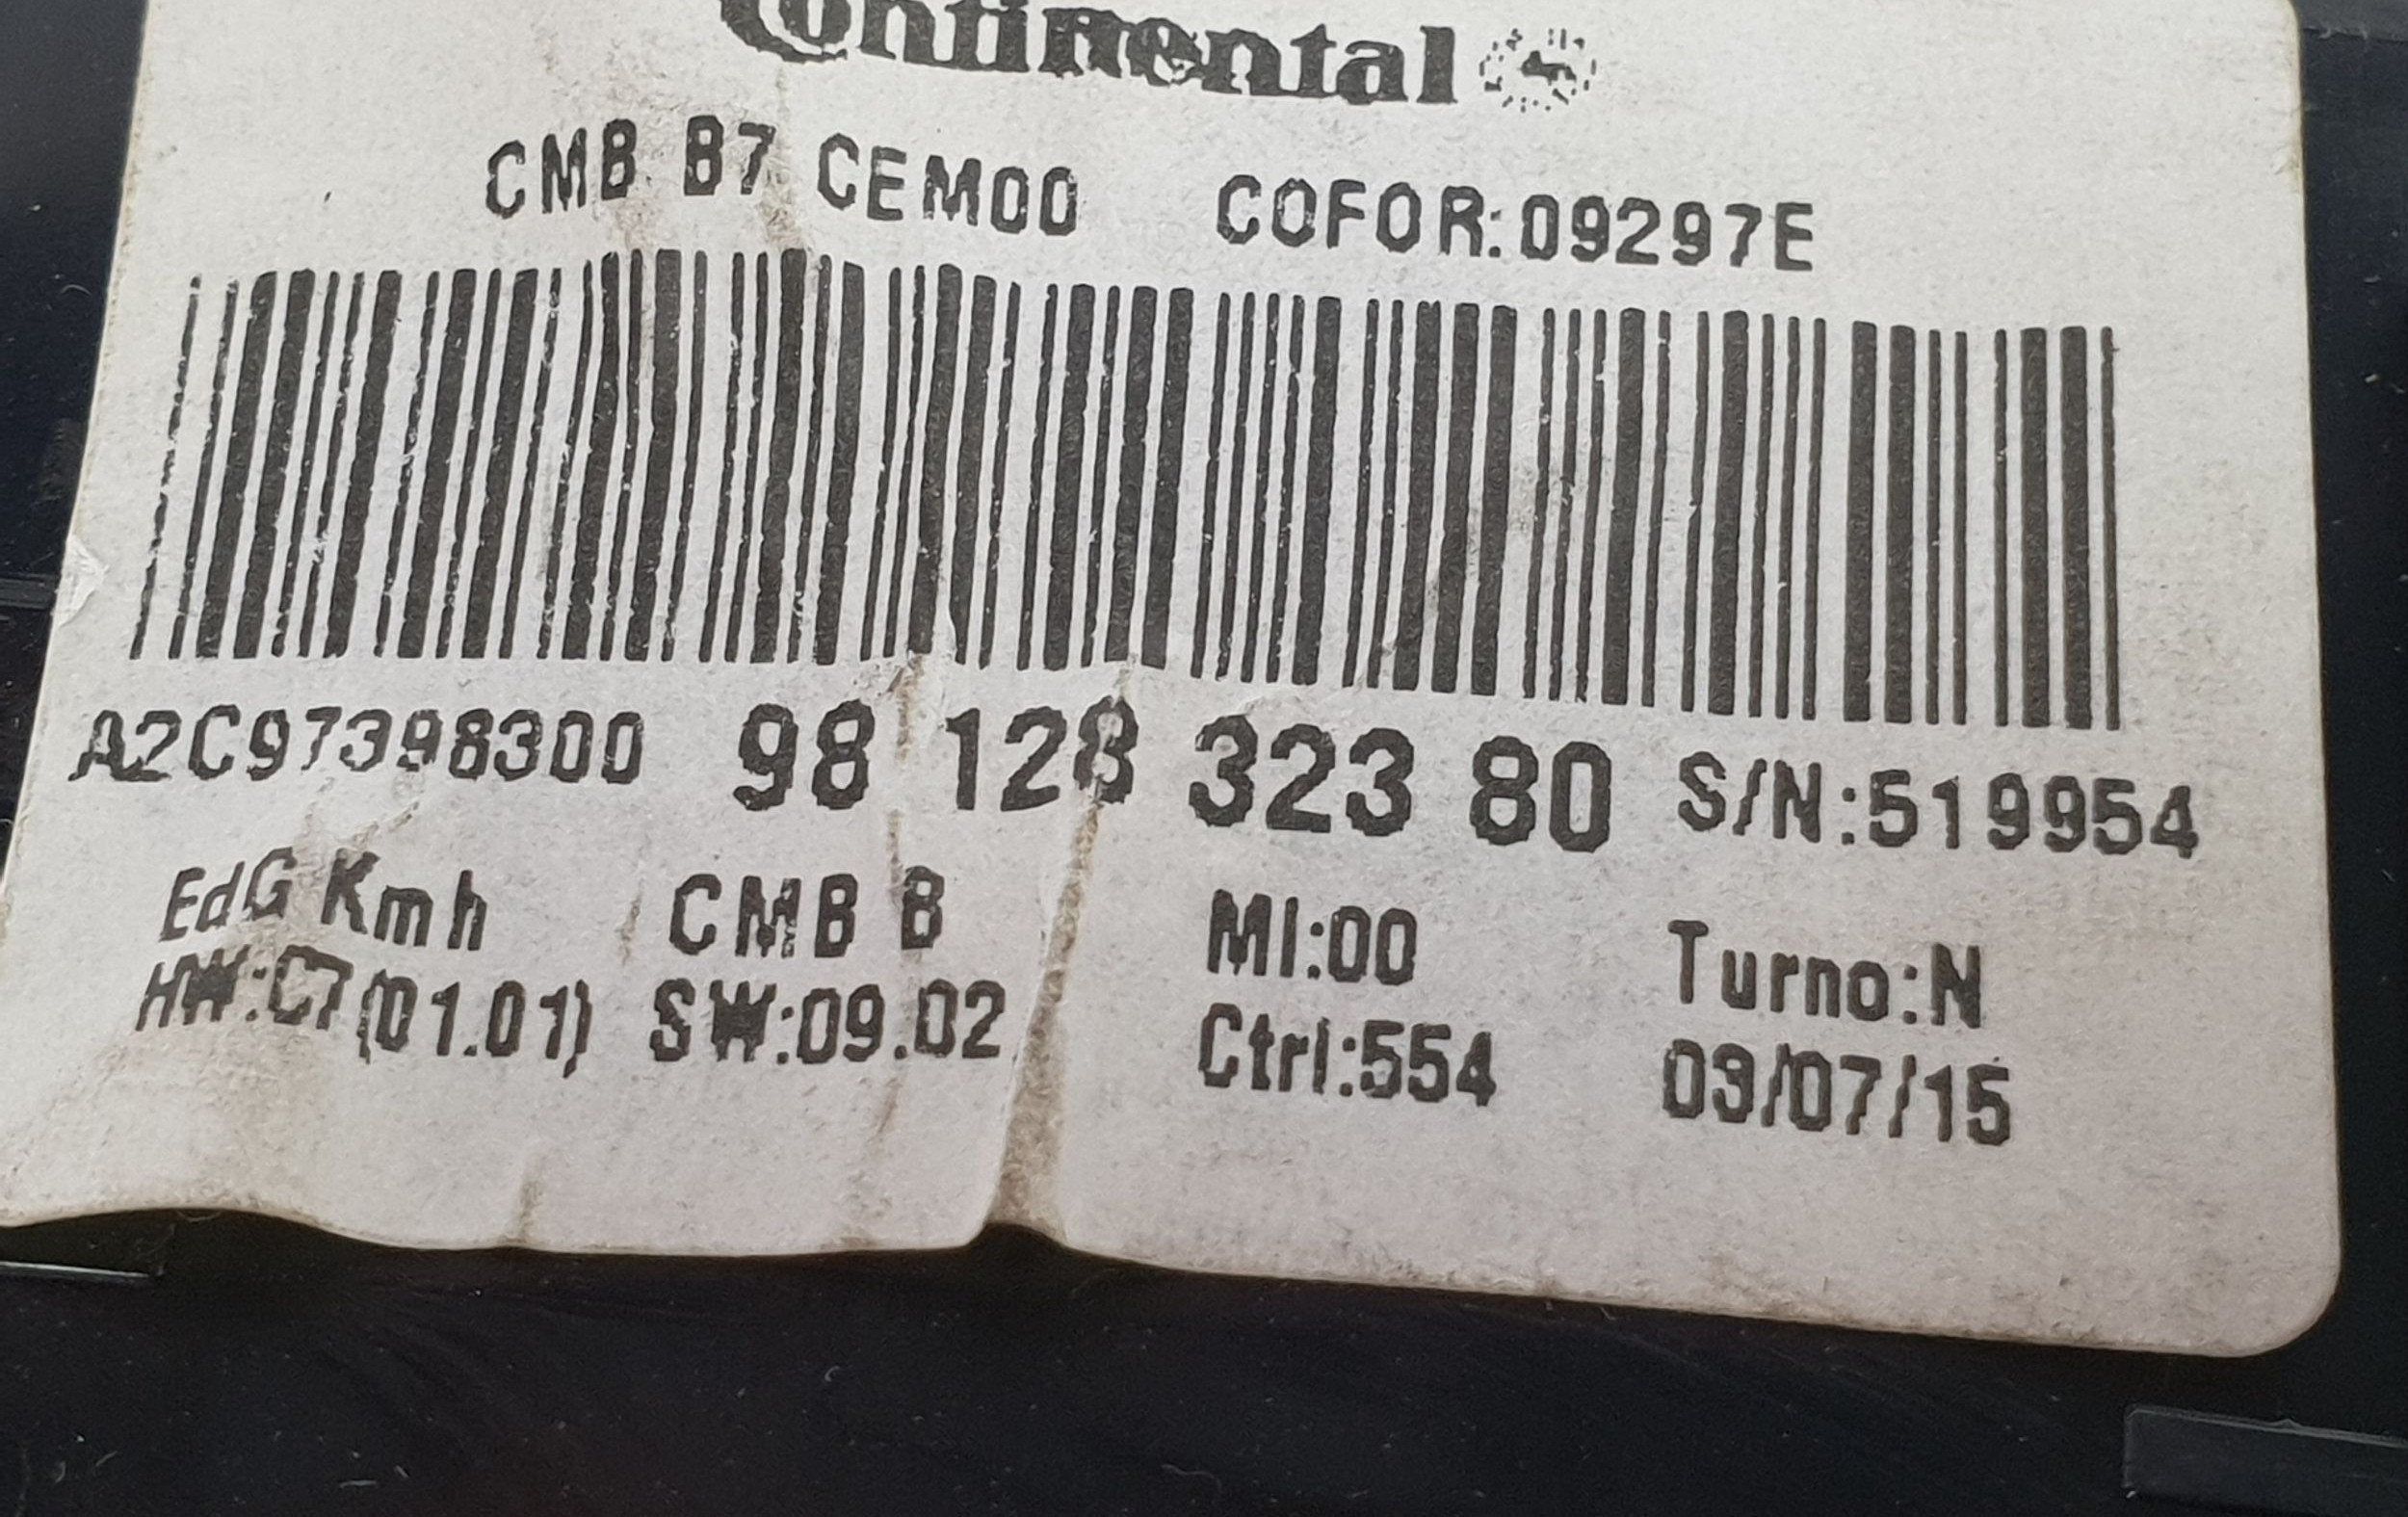 Continental
CMB B7 CEM00 COFOR:09297E
A2C97398300 98 128 323 80 S/N:519954
EdG Kmh CMB B MI:00 Turno:N
HW:C7(01.01) SW:09.02 Ctrl:554 03/07/15